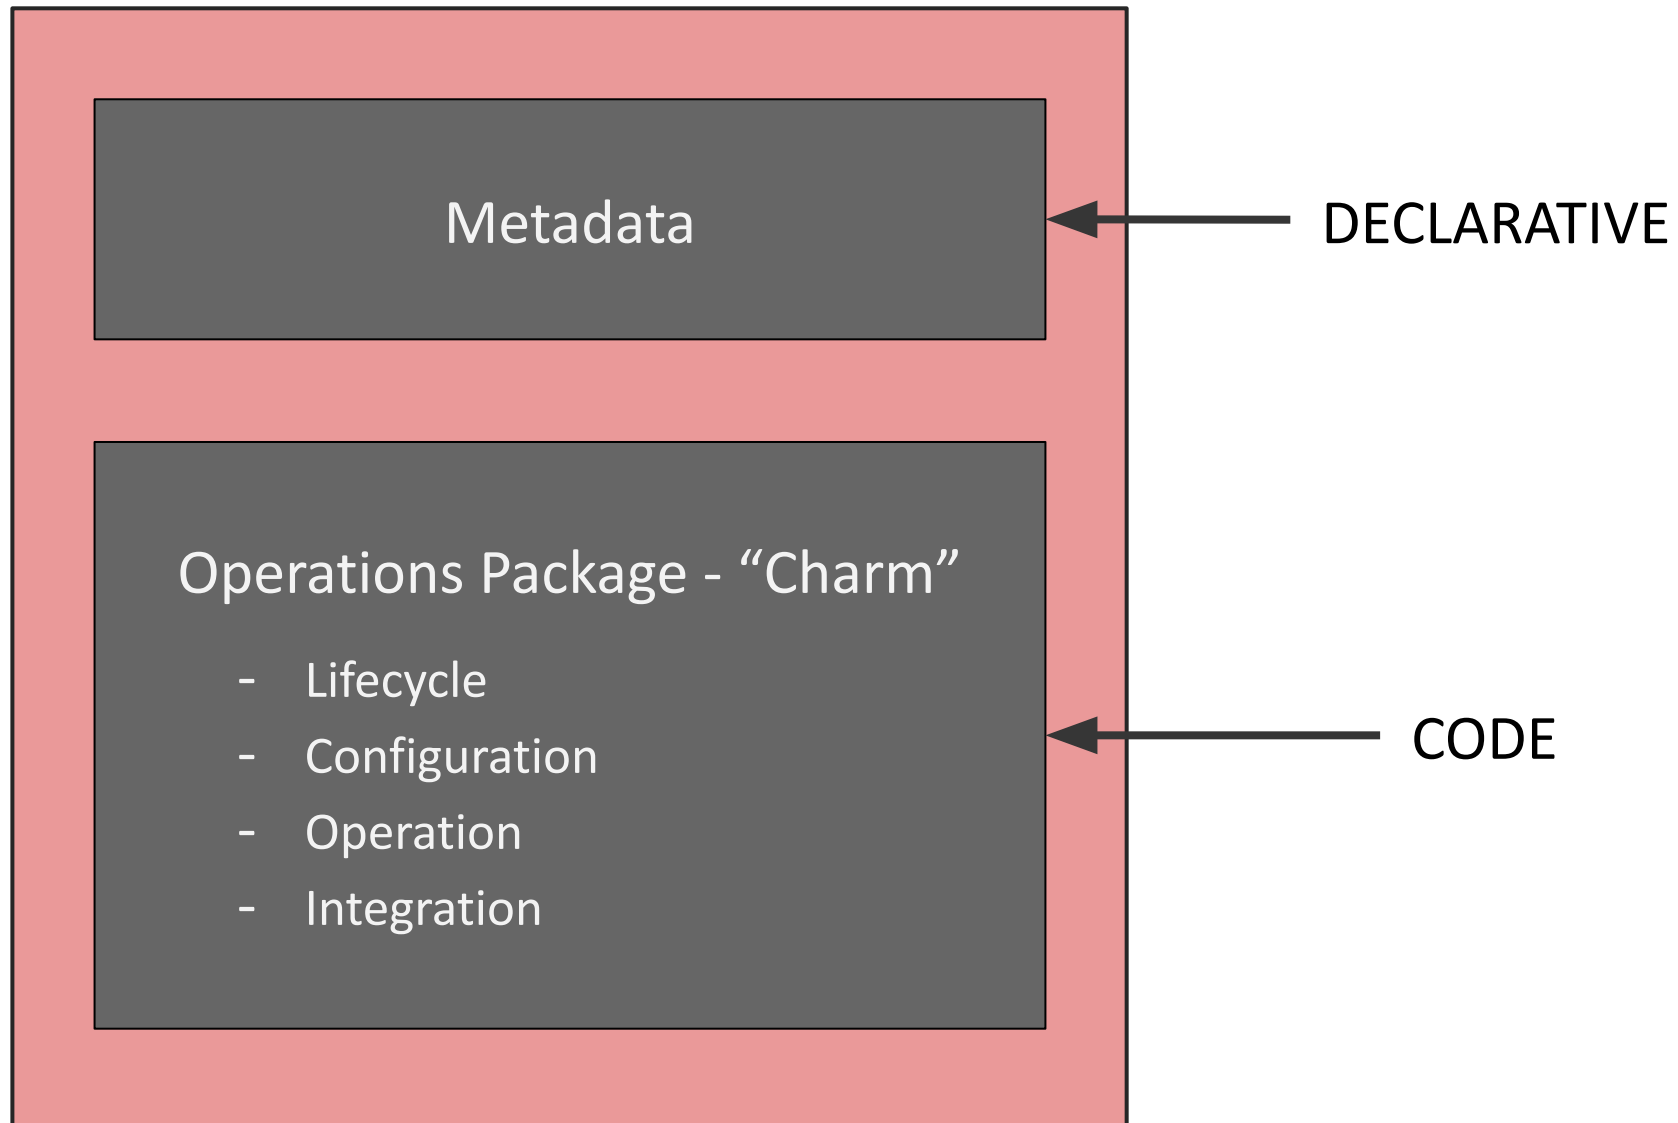 Metadata
DECLARATIVE
Operations Package - “Charm”
- Lifecycle
- Configuration
- Operation
- Integration
CODE